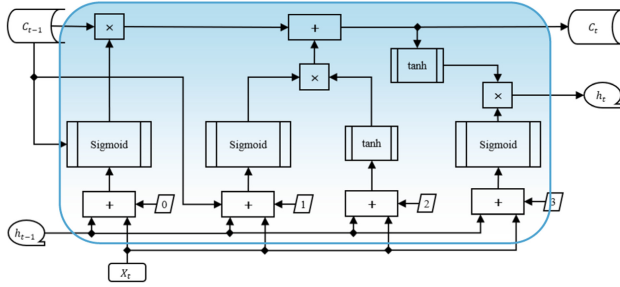 C_{t-1} × + C_t
tanh
× × h_t
Sigmoid Sigmoid tanh Sigmoid
+ 0 + 1 + 2 + 3
h_{t-1}
X_t